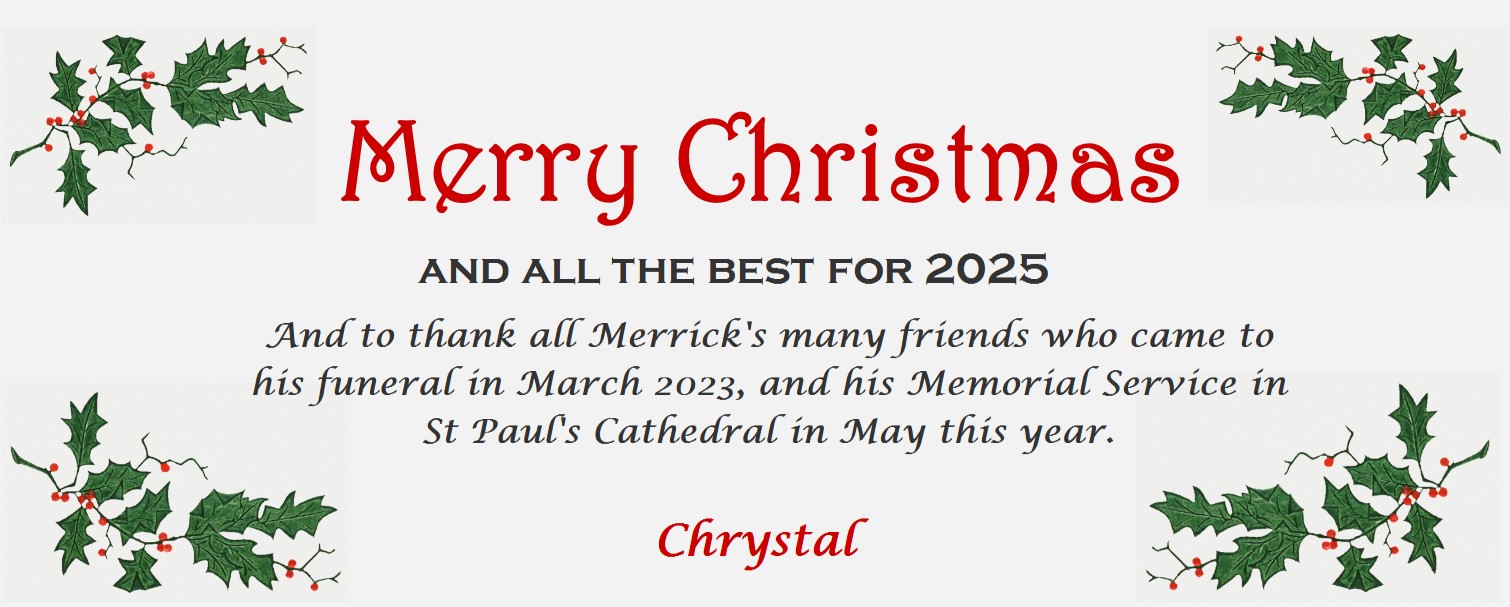 Merry Christmas
AND ALL THE BEST FOR 2025
And to thank all Merrick's many friends who came to
his funeral in March 2023, and his Memorial Service in
St Paul's Cathedral in May this year.
Chrystal